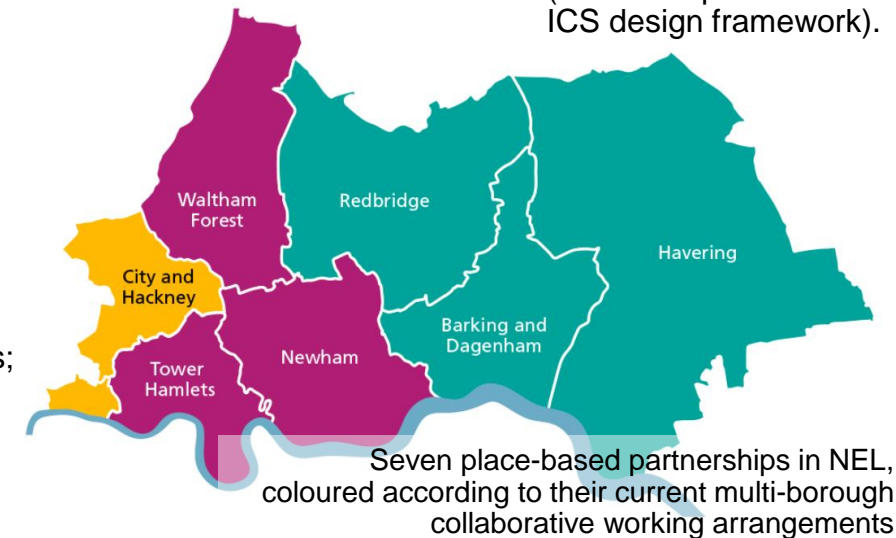 ICS design framework).
Waltham
Forest
Redbridge
Havering
City and
Hackney
Barking and
Dagenham
Newham
Tower
Hamlets
s;
Seven place-based partnerships in NEL,
coloured according to their current multi-borough
collaborative working arrangements